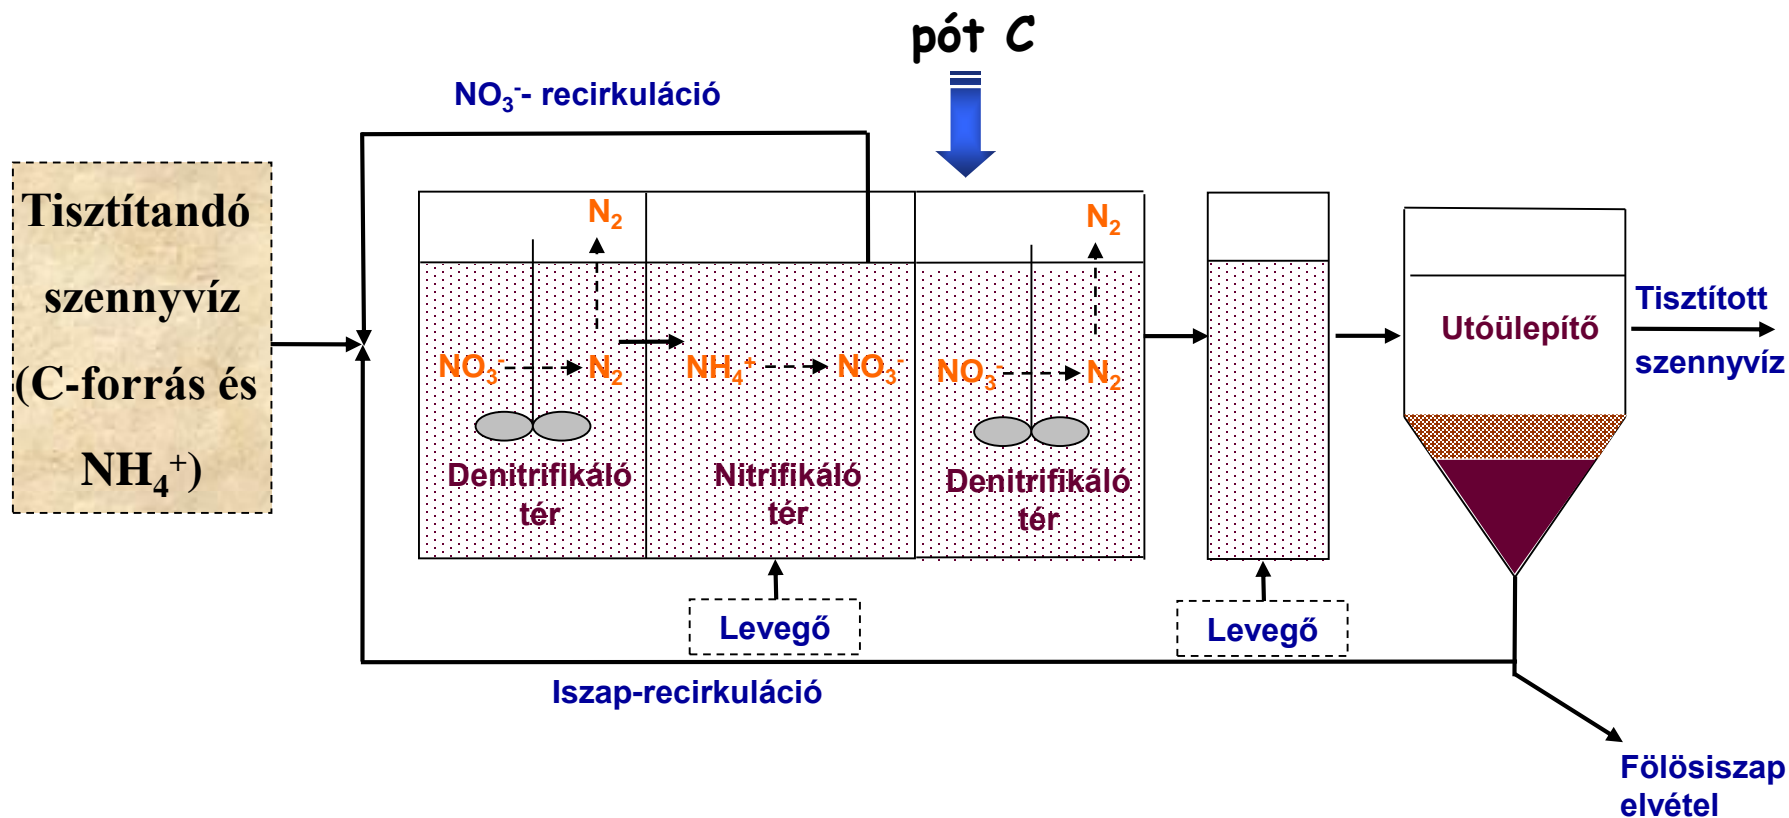 pót C
NO₃⁻- recirkuláció
Tisztítandó
szennyvíz
(C-forrás és
NH₄⁺)
N₂
NO₃⁻
N₂
Denitrifikáló
tér
NH₄⁺
NO₃⁻
Nitrifikáló
tér
N₂
NO₃⁻
N₂
Denitrifikáló
tér
Utóülepítő
Tisztított
szennyvíz
Levegő
Levegő
Iszap-recirkuláció
Fölösiszap
elvétel